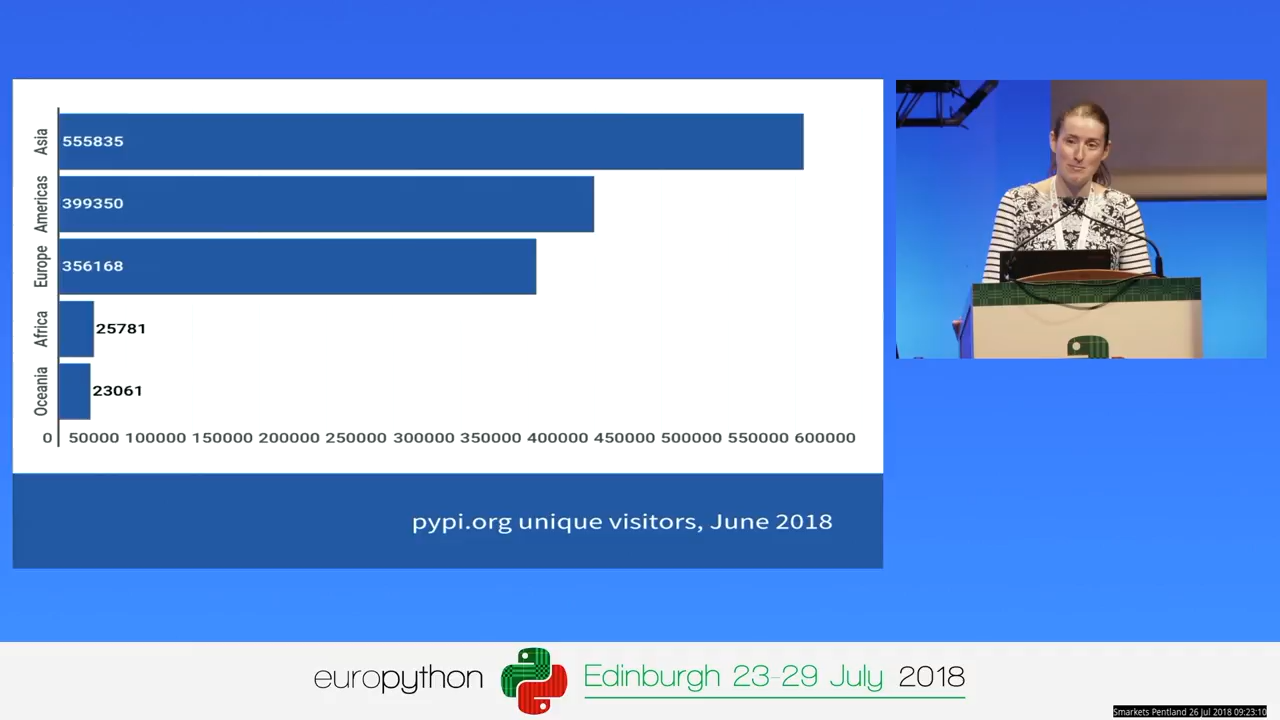 Asia
555835
Americas
399350
Europe
356168
Africa
25781
Oceania
23061
0 50000 100000 150000 200000 250000 300000 350000 400000 450000 500000 550000 600000
pypi.org unique visitors, June 2018
europython
Edinburgh 23-29 July 2018
Smarkets Pentland 26 Jul 2018 09:23:10